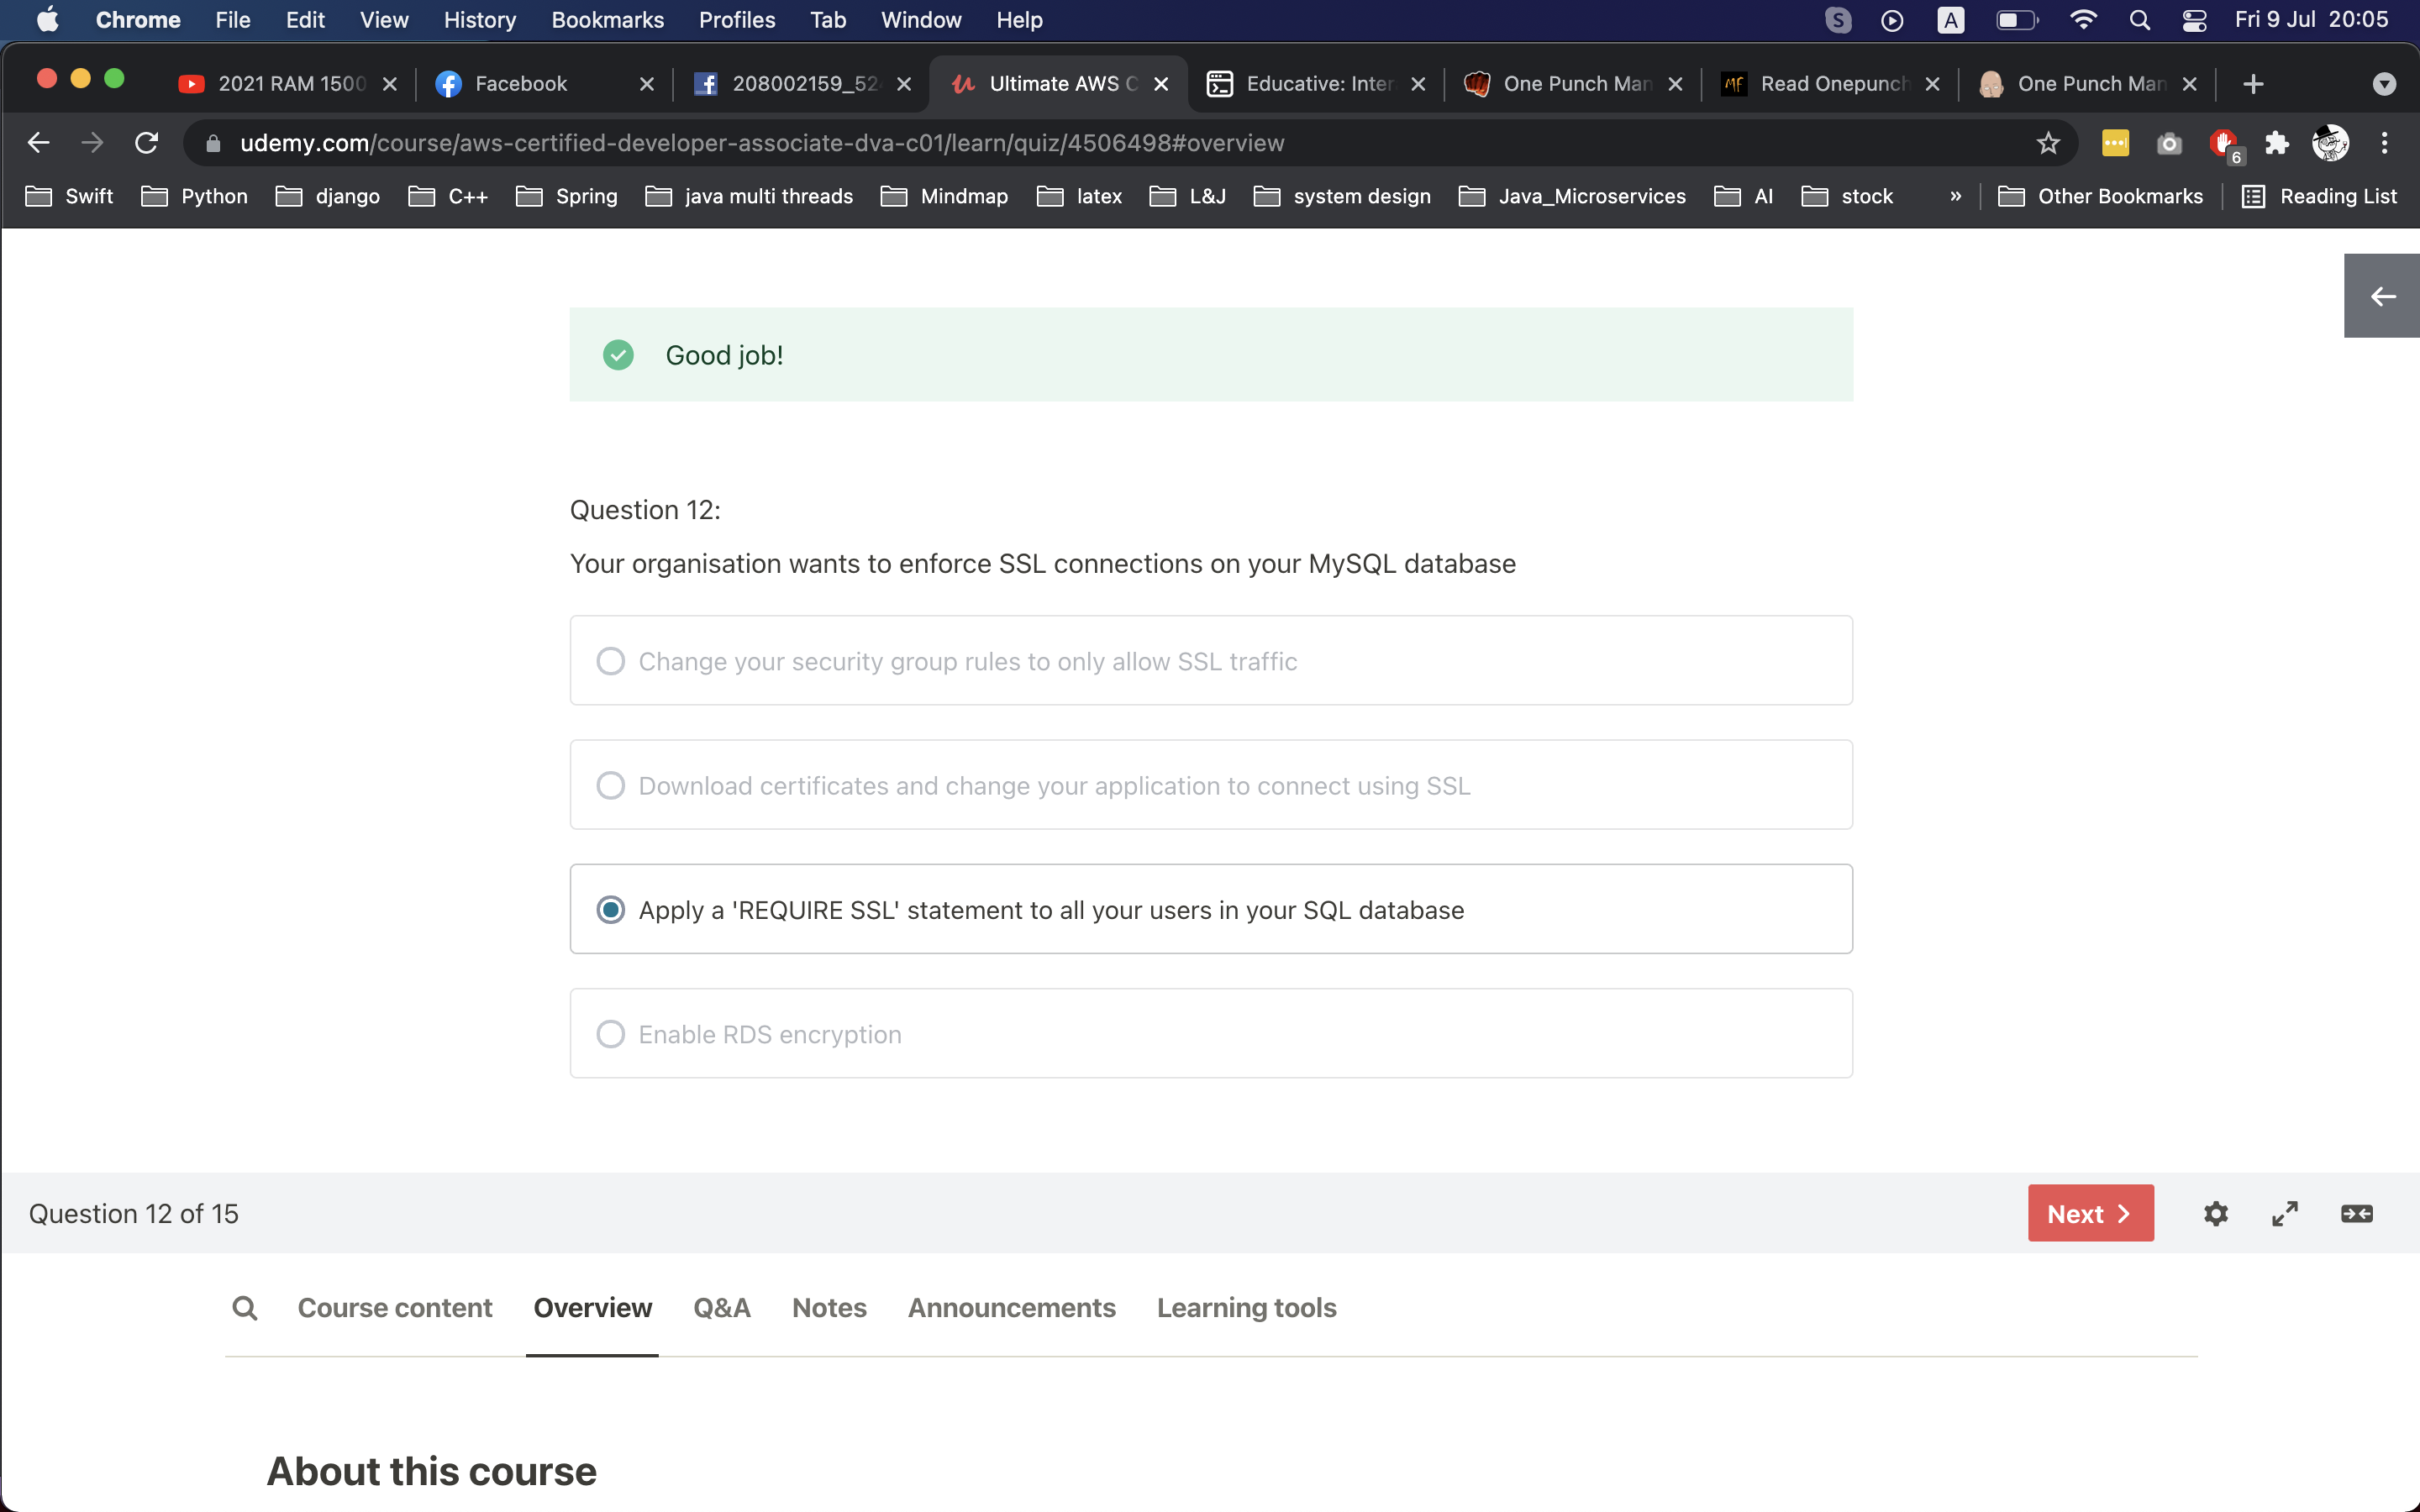 Chrome File Edit View History Bookmarks Profiles Tab Window Help S A Fri 9 Jul 20:05
2021 RAM 1500 Facebook 208002159_52 Ultimate AWS C Educative: Inter One Punch Man Read Onepunch One Punch Man
udemy.com/course/aws-certified-developer-associate-dva-c01/learn/quiz/4506498#overview 6
Swift Python django C++ Spring java multi threads Mindmap latex L&J system design Java_Microservices AI stock » Other Bookmarks Reading List
Good job!
Question 12:
Your organisation wants to enforce SSL connections on your MySQL database
Change your security group rules to only allow SSL traffic
Download certificates and change your application to connect using SSL
Apply a 'REQUIRE SSL' statement to all your users in your SQL database
Enable RDS encryption
Question 12 of 15 Next
Course content Overview Q&A Notes Announcements Learning tools
About this course